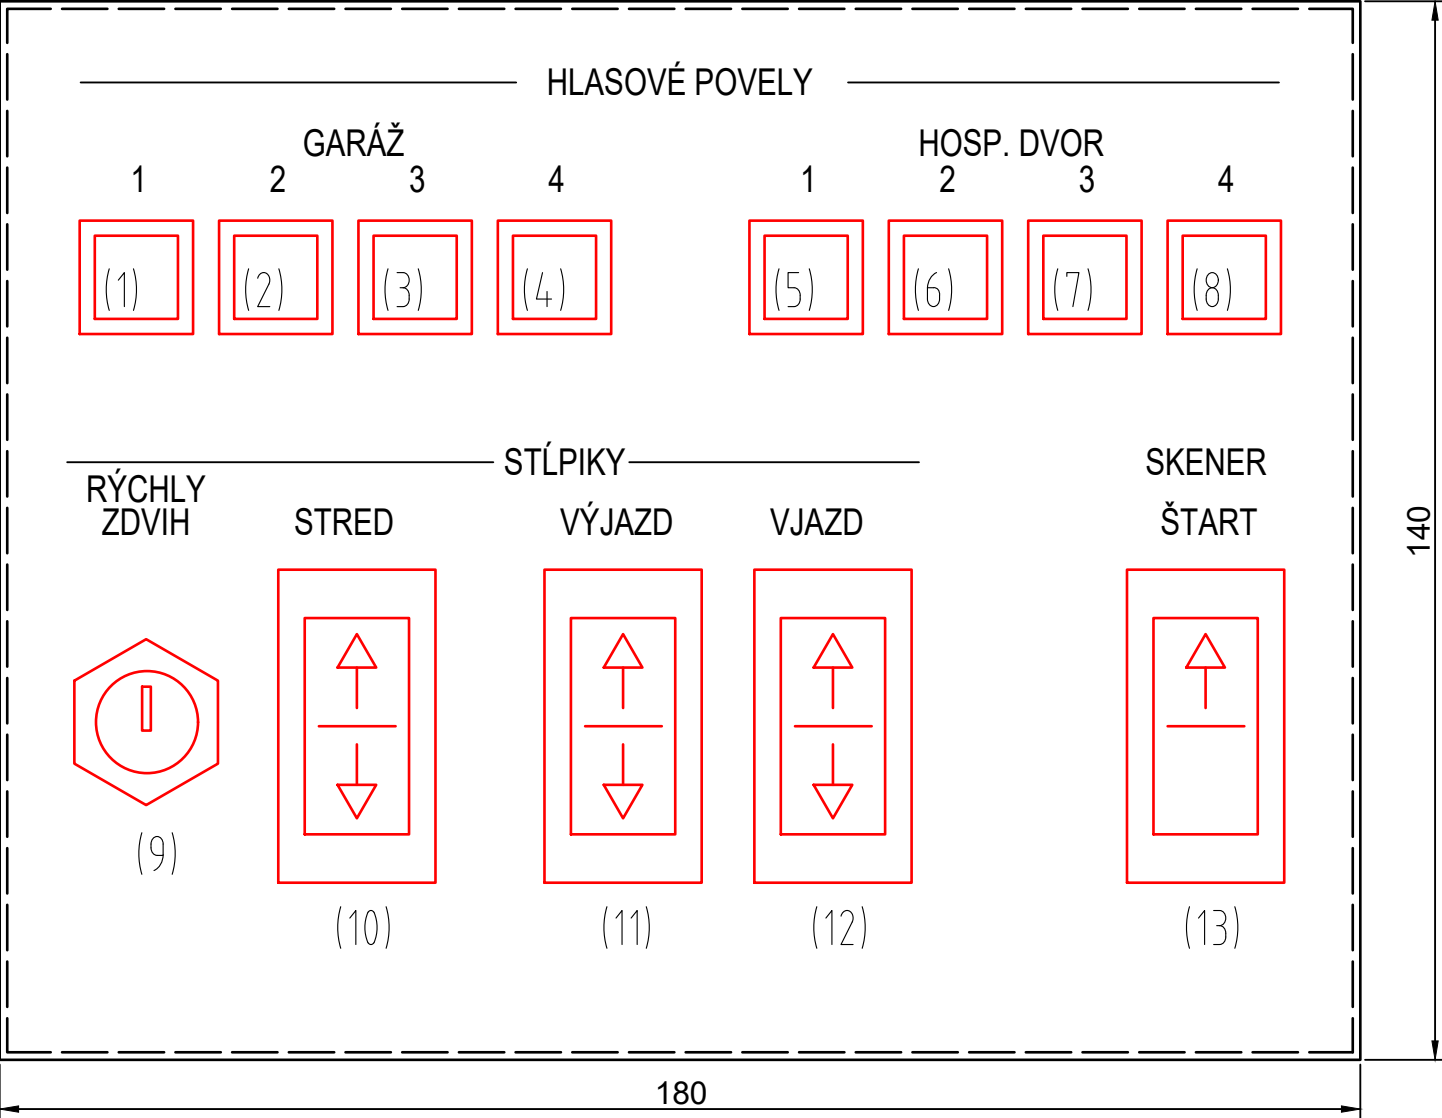 HLASOVÉ POVELY
GARÁŽ
HOSP. DVOR
1 2 3 4 1 2 3 4
(1) (2) (3) (4) (5) (6) (7) (8)
STĹPIKY
SKENER
RÝCHLY
ZDVIH STRED VÝJAZD VJAZD ŠTART
140
(9)
(10) (11) (12) (13)
180